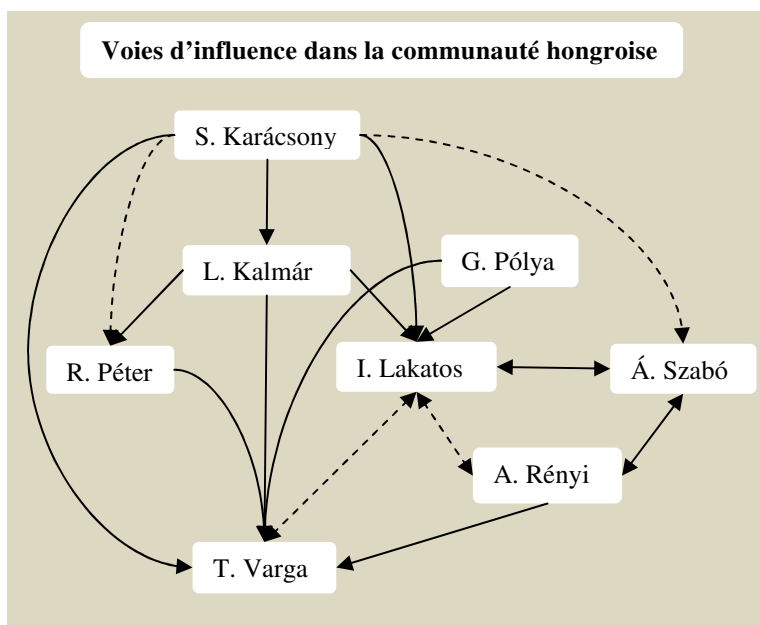 Voies d’influence dans la communauté hongroise
S. Karácsony
L. Kalmár
G. Pólya
R. Péter
I. Lakatos
Á. Szabó
A. Rényi
T. Varga